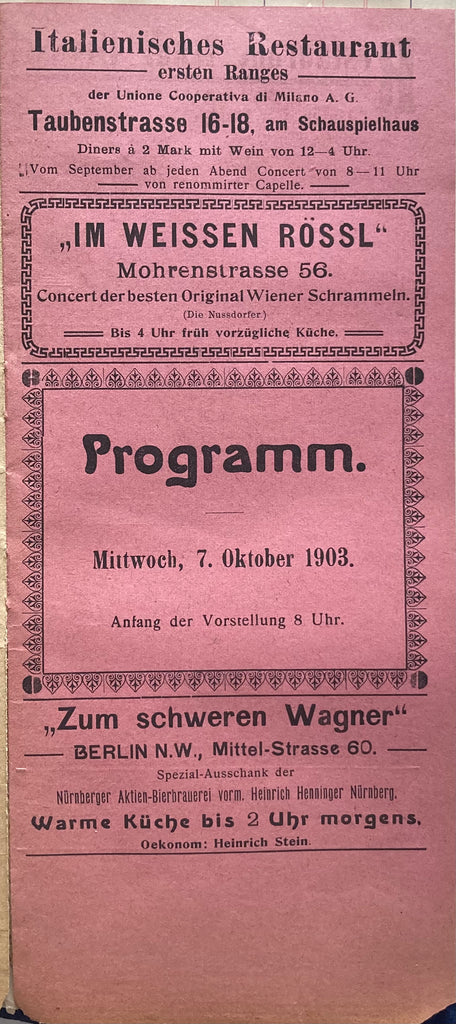 Italienisches Restaurant
ersten Ranges
der Unione Cooperativa di Milano A. G.
Taubenstrasse 16-18, am Schauspielhaus
Diners à 2 Mark mit Wein von 12—4 Uhr.
Vom September ab jeden Abend Concert von 8—11 Uhr
von renommirter Capelle.
„IM WEISSEN RÖSSL“
Mohrenstrasse 56.
Concert der besten Original Wiener Schrammeln.
(Die Nussdorfer.)
Bis 4 Uhr früh vorzügliche Küche.
Programm.
Mittwoch, 7. Oktober 1903.
Anfang der Vorstellung 8 Uhr.
„Zum schweren Wagner“
BERLIN N.W., Mittel-Strasse 60.
Spezial-Ausschank der
Nürnberger Aktien-Bierbrauerei vorm. Heinrich Henninger Nürnberg.
Warme Küche bis 2 Uhr morgens.
Oekonom: Heinrich Stein.